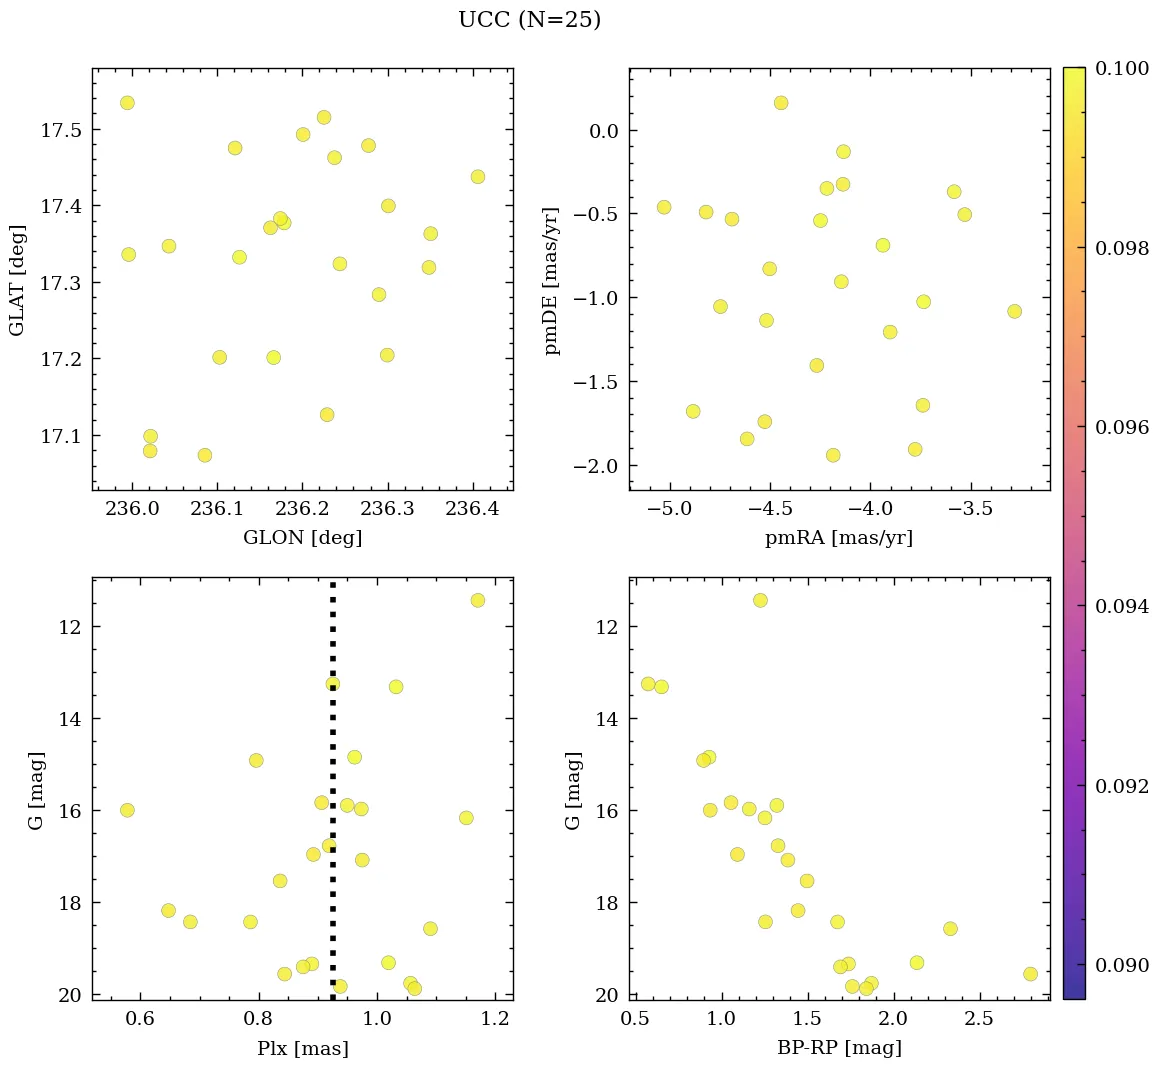 UCC (N=25)
17.5
17.4
17.3
17.2
17.1
GLAT [deg]
236.0 236.1 236.2 236.3 236.4
GLON [deg]
0.0
−0.5
−1.0
−1.5
−2.0
pmDE [mas/yr]
−5.0 −4.5 −4.0 −3.5
pmRA [mas/yr]
12
14
16
18
20
G [mag]
0.6 0.8 1.0 1.2
Plx [mas]
12
14
16
18
20
G [mag]
0.5 1.0 1.5 2.0 2.5
BP-RP [mag]
0.100
0.098
0.096
0.094
0.092
0.090